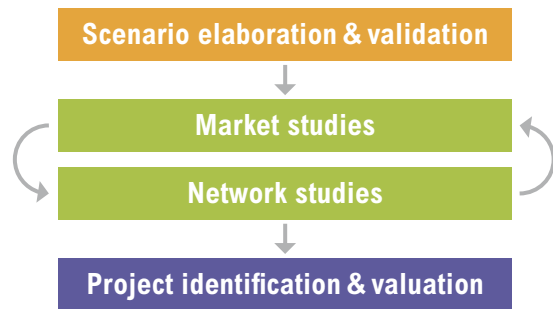 Scenario elaboration & validation
Market studies
Network studies
Project identification & valuation